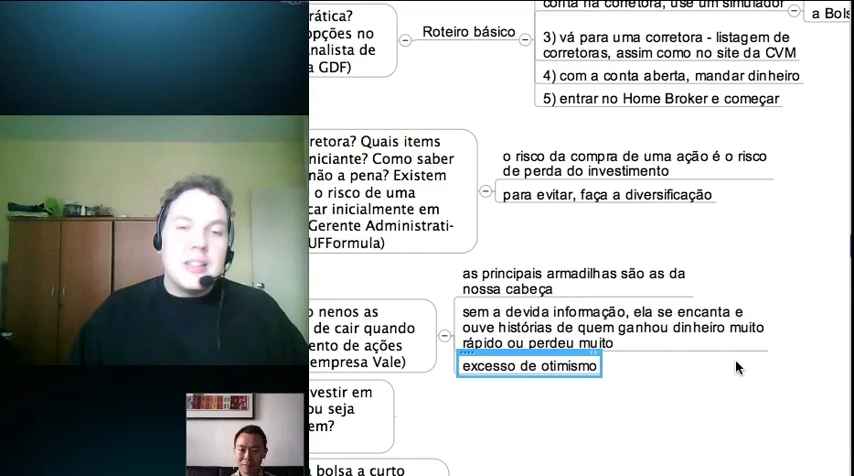 rática?
opções no
nalista de
a GDF)
Roteiro básico
conta na corretora, use um simulador
a Bols
3) vá para uma corretora - listagem de
corretoras, assim como no site da CVM
4) com a conta aberta, mandar dinheiro
5) entrar no Home Broker e começar
retora? Quais items
niciante? Como saber
não a pena? Existem
o risco de uma
car inicialmente em
Gerente Administrati-
UFFormula)
o risco da compra de uma ação é o risco
de perda do investimento
para evitar, faça a diversificação
o nenos as
de cair quando
ento de ações
empresa Vale)
as principais armadilhas são as da
nossa cabeça
sem a devida informação, ela se encanta e
ouve histórias de quem ganhou dinheiro muito
rápido ou perdeu muito
excesso de otimismo
vestir em
ou seja
em?
a bolsa a curto